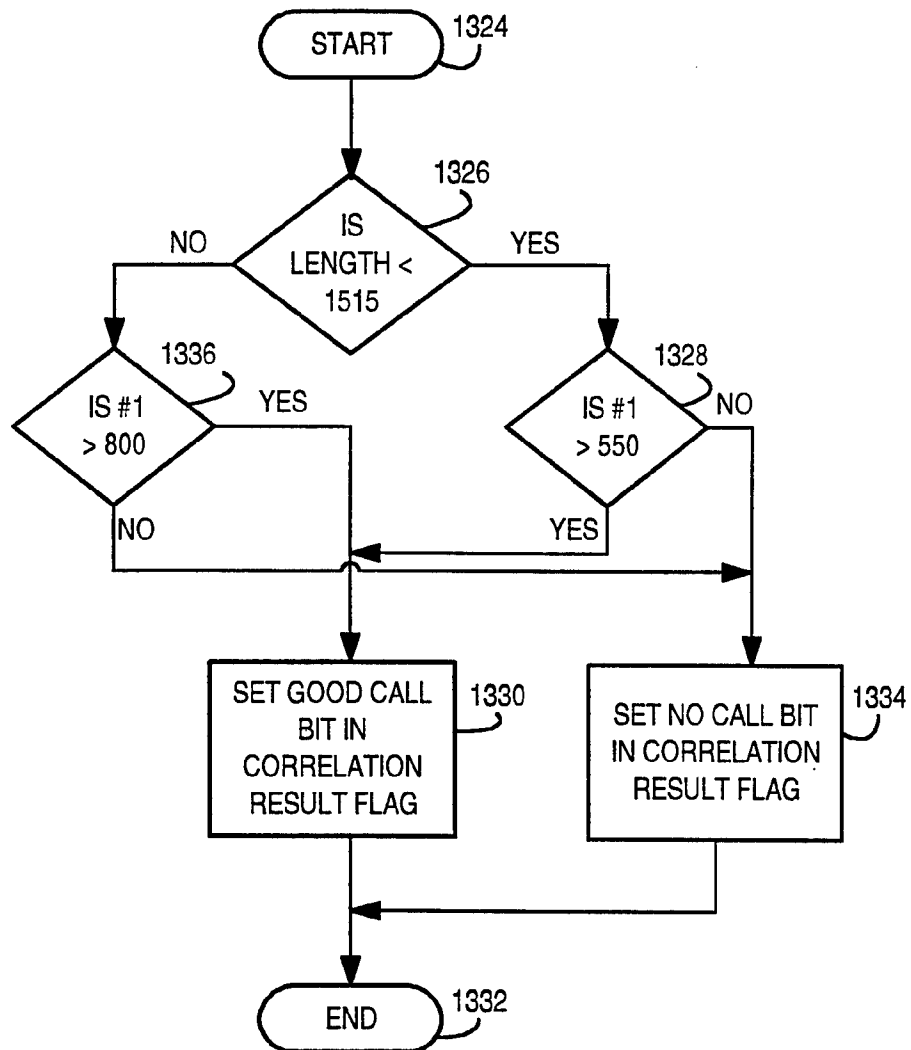 START
1324
IS
LENGTH <
1515
1326
NO
YES
IS #1
> 800
1336
YES
NO
IS #1
> 550
1328
NO
YES
SET GOOD CALL
BIT IN
CORRELATION
RESULT FLAG
1330
SET NO CALL BIT
IN CORRELATION
RESULT FLAG
1334
END
1332